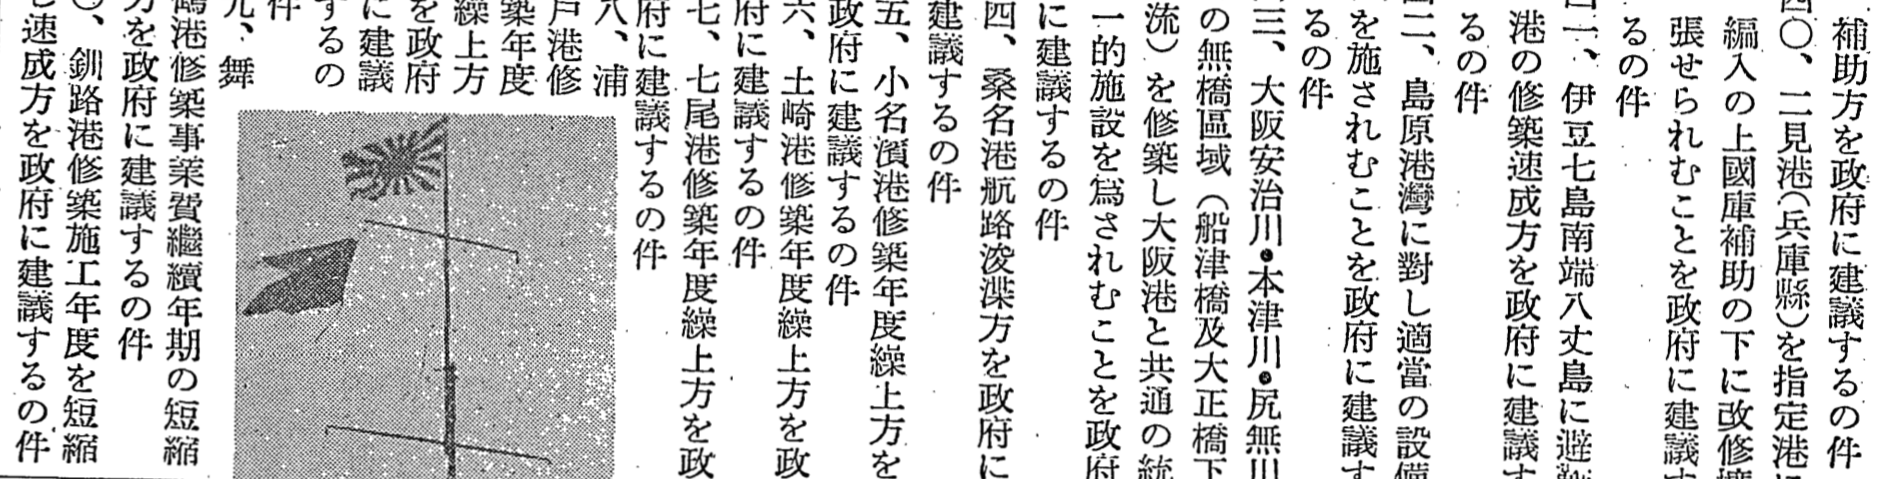 補助方を政府に建議するの件
四〇、二見港(兵庫縣)を指定港に
編入の上國庫補助の下に改修擴
張せられむことを政府に建議す
るの件
四一、伊豆七島南端八丈島に避難
港の修築速成方を政府に建議す
るの件
四二、島原港灣に對し適當の設備
を施されむことを政府に建議す
るの件
三、大阪安治川・本津川・尻無川
の無橋區域(船津橋及大正橋下
流)を修築し大阪港と共通の統
一的施設を爲されむことを政府
に建議するの件
四、桑名港航路浚渫方を政府に
建議するの件
五、小名濱港修築年度繰上方を
政府に建議するの件
六、土崎港修築年度繰上方を政
府に建議するの件
七、七尾港修築年度繰上方を政
府に建議するの件
八、浦
戸港修
築年度
繰上方
を政府
に建議
するの
件
九、舞
鶴港修築事業費繼續年期の短縮
方を政府に建議するの件
〇、釧路港修築施工年度を短縮
し速成方を政府に建議するの件